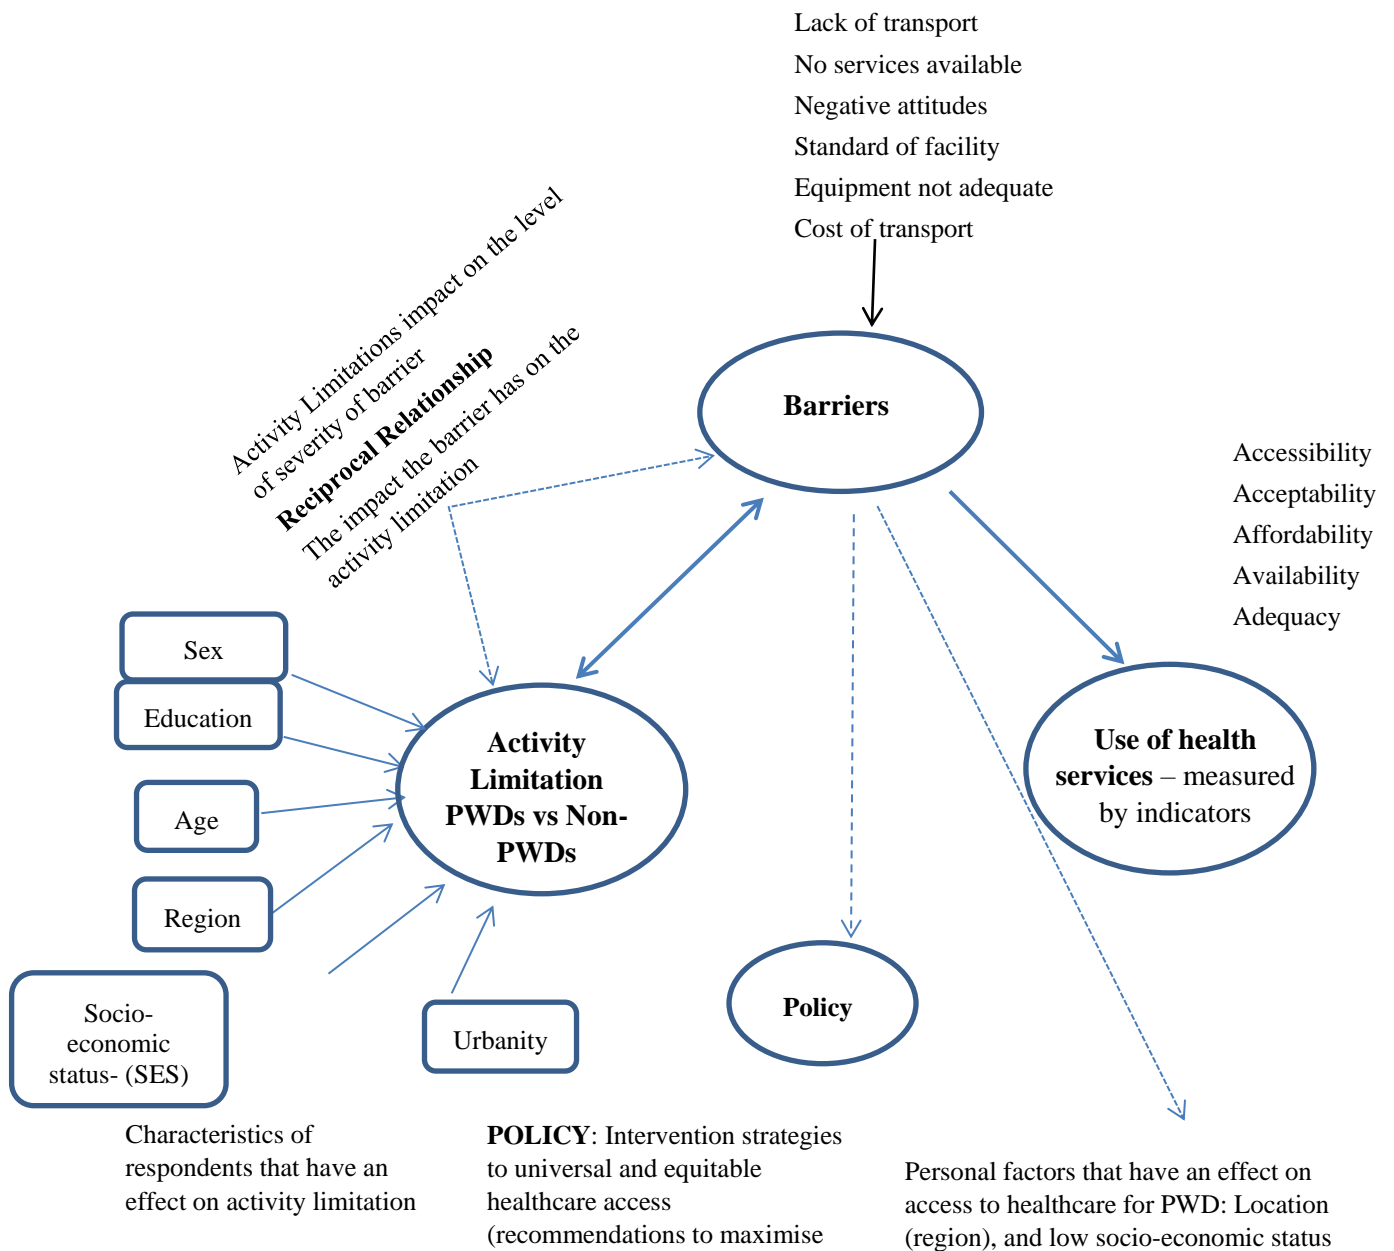 Lack of transport
No services available
Negative attitudes
Standard of facility
Equipment not adequate
Cost of transport
Activity Limitations impact on the level
of severity of barrier
Reciprocal Relationship
The impact the barrier has on the
activity limitation
Barriers
Accessibility
Acceptability
Affordability
Availability
Adequacy
Sex
Education
Age
Region
Socio-
economic
status- (SES)
Urbanity
Activity
Limitation
PWDs vs Non-
PWDs
Use of health
services – measured
by indicators
Policy
Characteristics of
respondents that have an
effect on activity limitation
POLICY: Intervention strategies
to universal and equitable
healthcare access
(recommendations to maximise
Personal factors that have an effect on
access to healthcare for PWD: Location
(region), and low socio-economic status